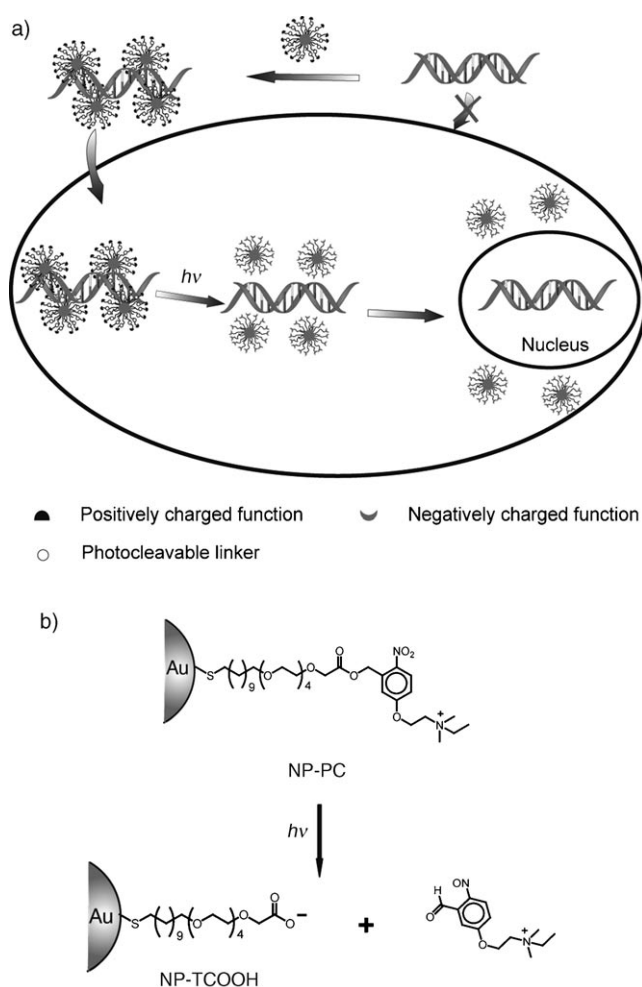 a)
hν
Nucleus
Positively charged function
Negatively charged function
Photocleavable linker
b)
Au
S
9
O
4
O
O
O
NO₂
O
N
+
NP-PC
hν
Au
S
9
O
4
O
O
O
−
+
H
O
ON
O
N
+
NP-TCOOH